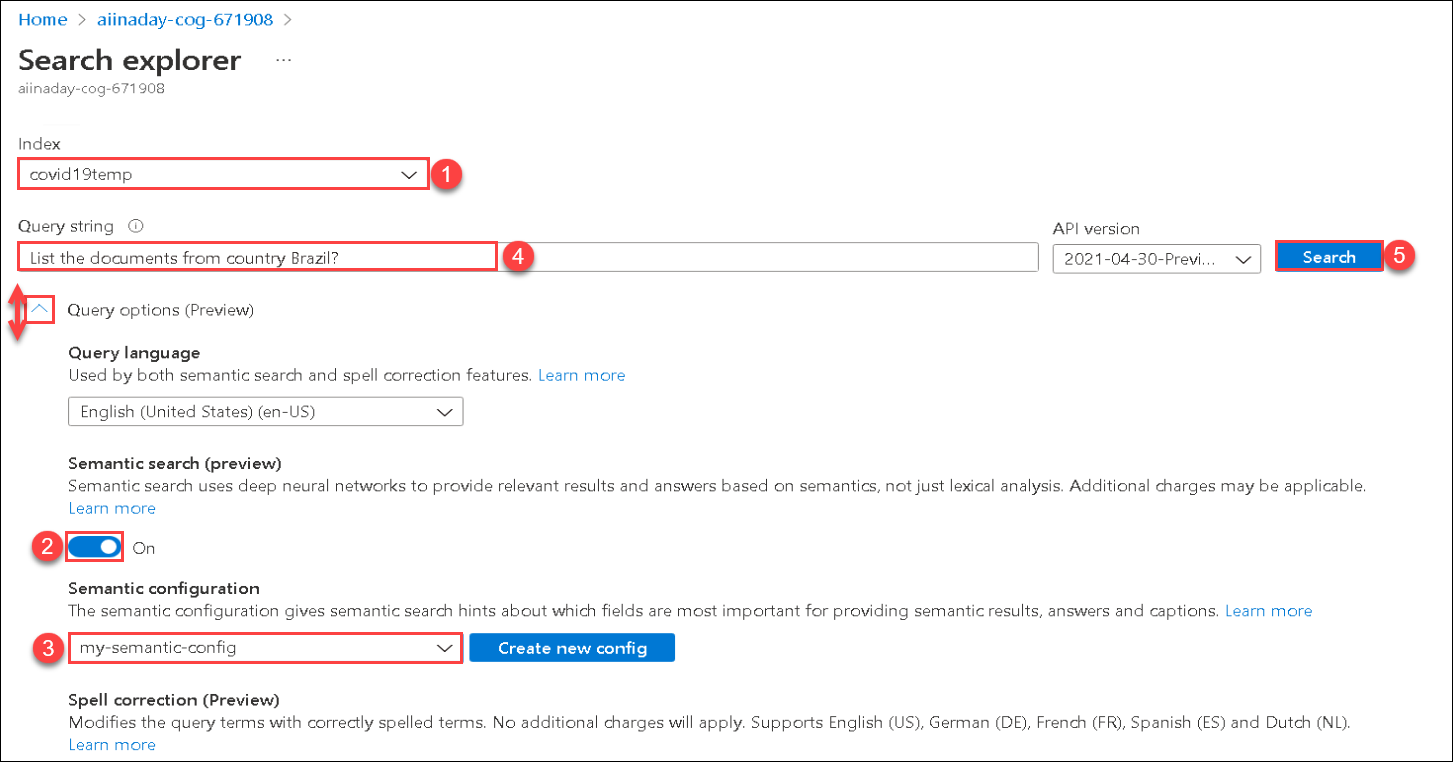 Home > aiinaday-cog-671908 >
Search explorer ...
aiinaday-cog-671908
Index
covid19temp 1
Query string
API version
List the documents from country Brazil? 4
2021-04-30-Previ... Search 5
Query options (Preview)
Query language
Used by both semantic search and spell correction features. Learn more
English (United States) (en-US)
Semantic search (preview)
Semantic search uses deep neural networks to provide relevant results and answers based on semantics, not just lexical analysis. Additional charges may be applicable.
Learn more
2 On
Semantic configuration
The semantic configuration gives semantic search hints about which fields are most important for providing semantic results, answers and captions. Learn more
3 my-semantic-config Create new config
Spell correction (Preview)
Modifies the query terms with correctly spelled terms. No additional charges will apply. Supports English (US), German (DE), French (FR), Spanish (ES) and Dutch (NL).
Learn more